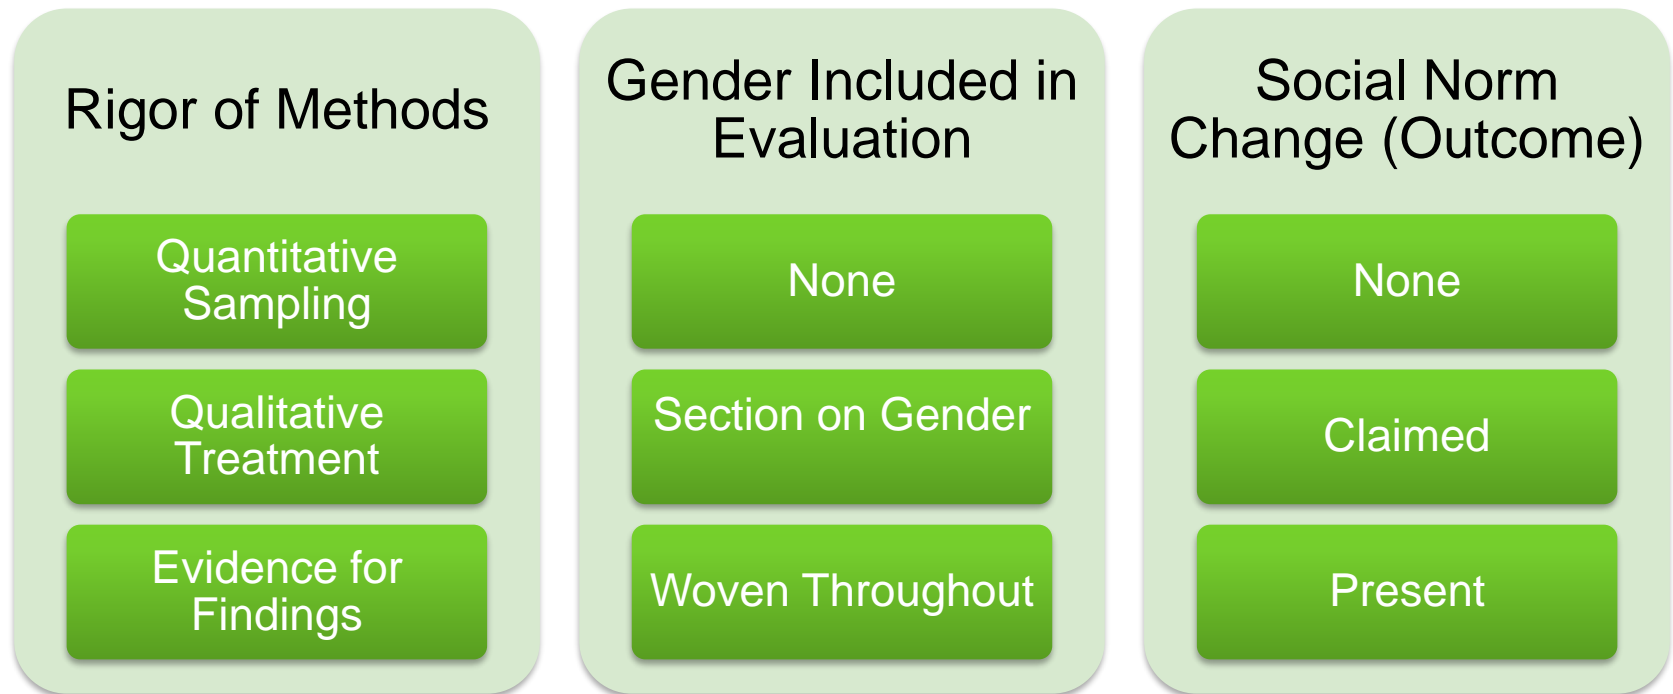 Rigor of Methods
Quantitative
Sampling
Qualitative
Treatment
Evidence for
Findings
Gender Included in
Evaluation
None
Section on Gender
Woven Throughout
Social Norm
Change (Outcome)
None
Claimed
Present